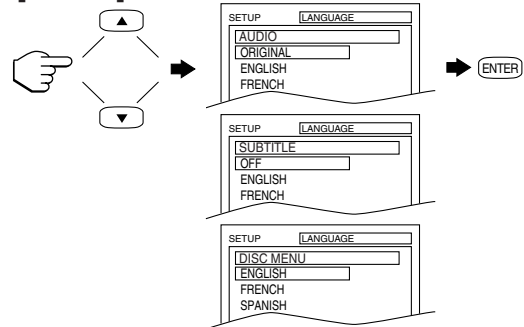 SETUP LANGUAGE
AUDIO
ORIGINAL
ENGLISH
FRENCH
ENTER
SETUP LANGUAGE
SUBTITLE
OFF
ENGLISH
FRENCH
SETUP LANGUAGE
DISC MENU
ENGLISH
FRENCH
SPANISH